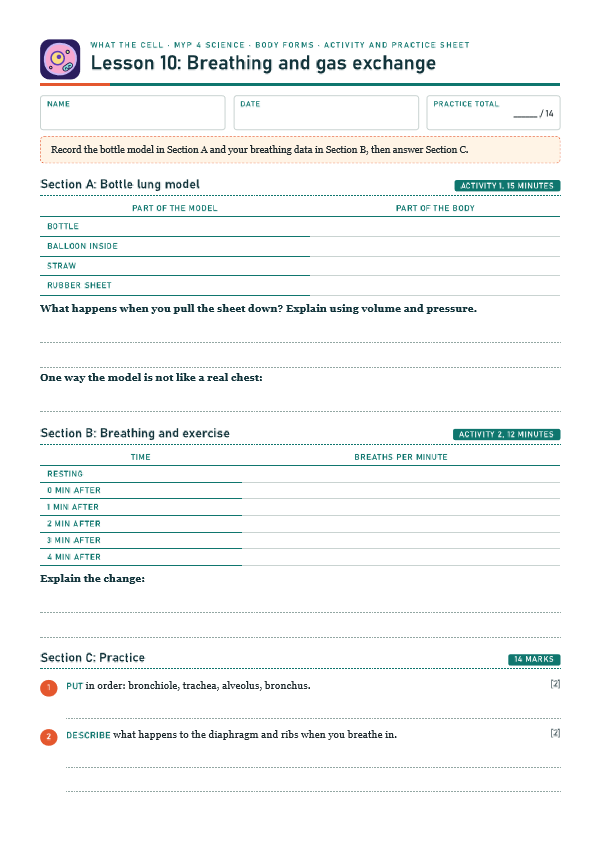 WHAT THE CELL · MYP 4 SCIENCE · BODY FORMS · ACTIVITY AND PRACTICE SHEET
Lesson 10: Breathing and gas exchange
NAME
DATE
PRACTICE TOTAL
_____ / 14
Record the bottle model in Section A and your breathing data in Section B, then answer Section C.
Section A: Bottle lung model
ACTIVITY 1, 15 MINUTES
PART OF THE MODEL PART OF THE BODY
BOTTLE
BALLOON INSIDE
STRAW
RUBBER SHEET
What happens when you pull the sheet down? Explain using volume and pressure.
One way the model is not like a real chest:
Section B: Breathing and exercise
ACTIVITY 2, 12 MINUTES
TIME BREATHS PER MINUTE
RESTING
0 MIN AFTER
1 MIN AFTER
2 MIN AFTER
3 MIN AFTER
4 MIN AFTER
Explain the change:
Section C: Practice
14 MARKS
1 PUT in order: bronchiole, trachea, alveolus, bronchus. [2]
2 DESCRIBE what happens to the diaphragm and ribs when you breathe in. [2]